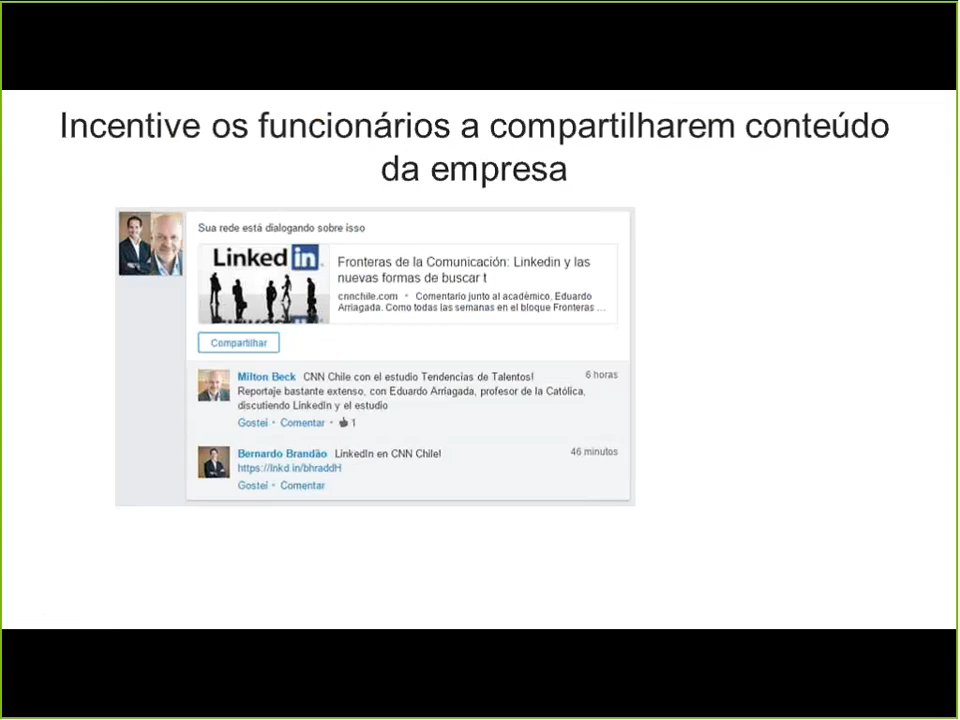 Incentive os funcionários a compartilharem conteúdo
da empresa
Sua rede está dialogando sobre isso
Linked in
Fronteras de la Comunicación: Linkedin y las
nuevas formas de buscar t
cnnchile.com • Comentario junto al académico, Eduardo
Arriagada. Como todas las semanas en el bloque Fronteras ...
Compartilhar
Milton Beck CNN Chile con el estudio Tendencias de Talentos! 6 horas
Reportaje bastante extenso, con Eduardo Arriagada, profesor de la Católica,
discutiendo LinkedIn y el estudio
Gostei • Comentar • 1
Bernardo Brandão LinkedIn en CNN Chile! 46 minutos
https://lnkd.in/bhraddH
Gostei • Comentar